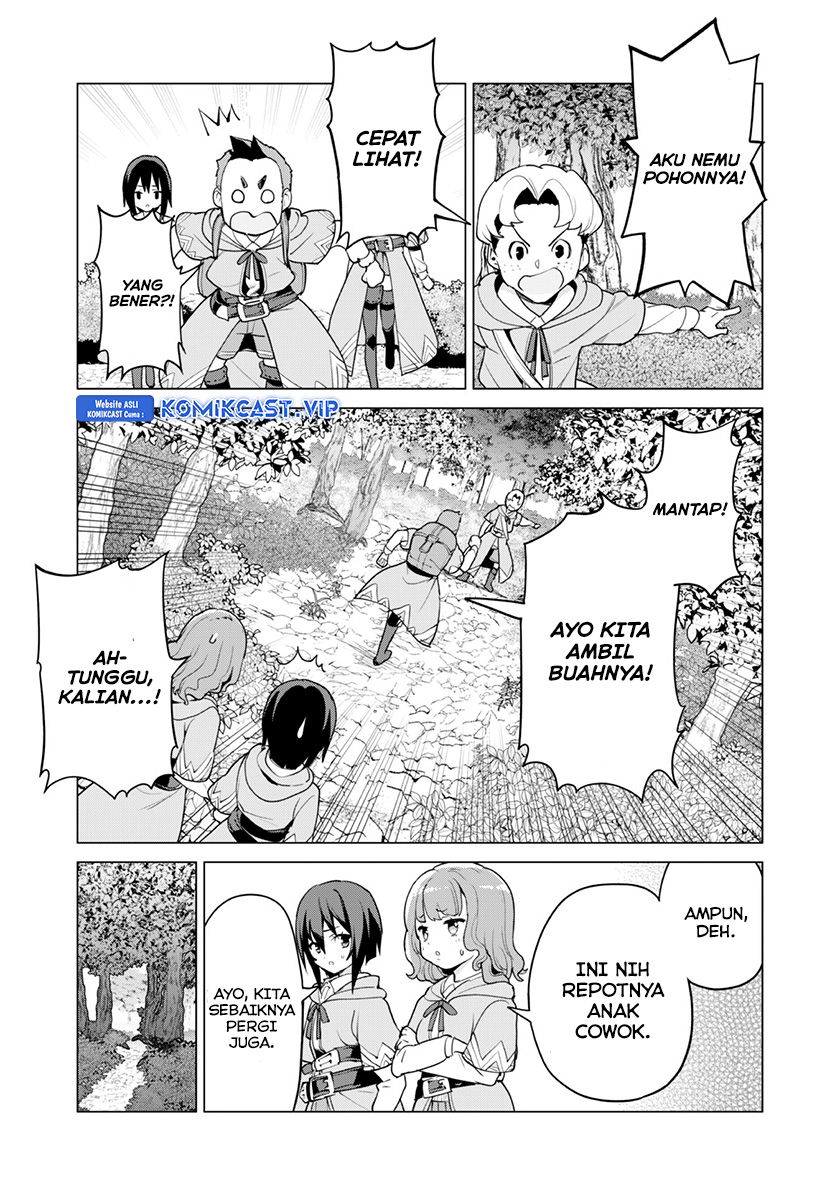 AKU NEMU
POHONNYA!
CEPAT
LIHAT!
YANG
BENER?!
Website ASLI
KOMIKCAST Cuma :
KOMIKCAST.VIP
MANTAP!
AYO KITA
AMBIL
BUAHNYA!
AH-
TUNGGU,
KALIAN...!
AMPUN,
DEH.
INI NIH
REPOTNYA
ANAK
COWOK.
AYO, KITA
SEBAIKNYA
PERGI
JUGA.